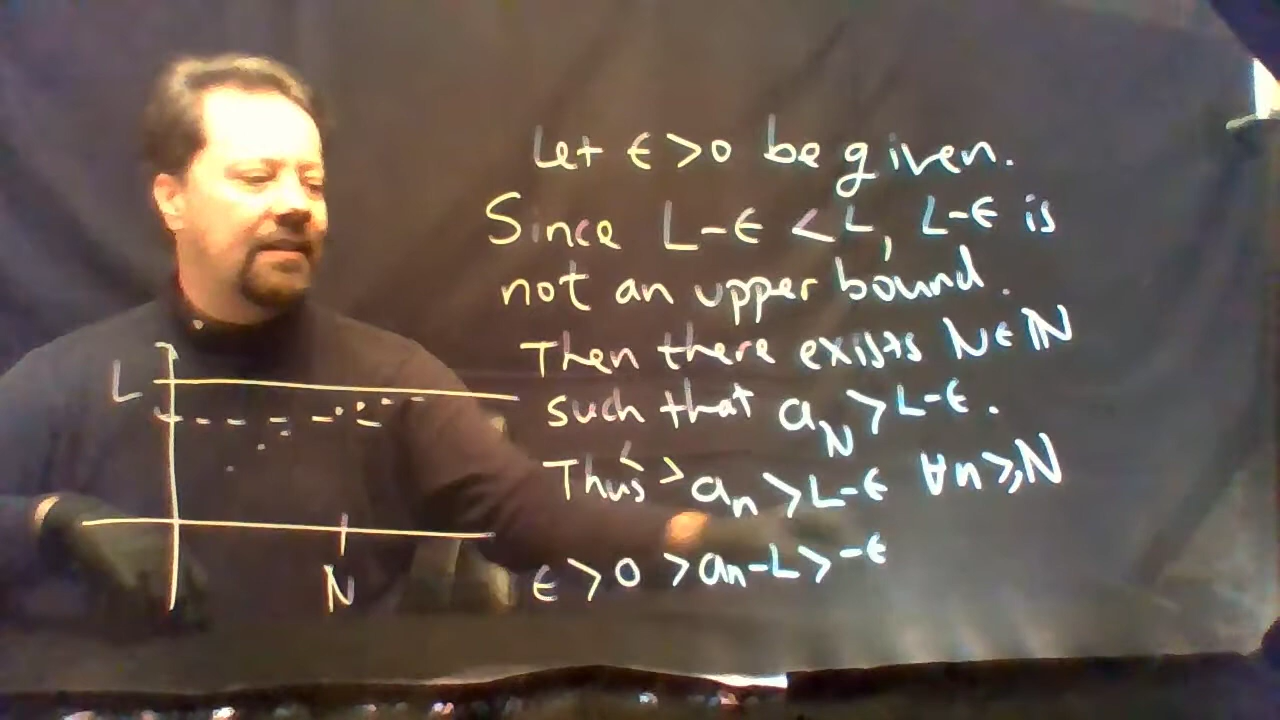 Let ϵ > 0 be given.
Since L-ϵ < L, L-ϵ is
not an upper bound.
Then there exists N ∈ ℕ
such that a_N > L-ϵ.
Thus > a_n > L-ϵ ∀n ≥ N
ϵ > 0 > a_n-L > -ϵ
L
N